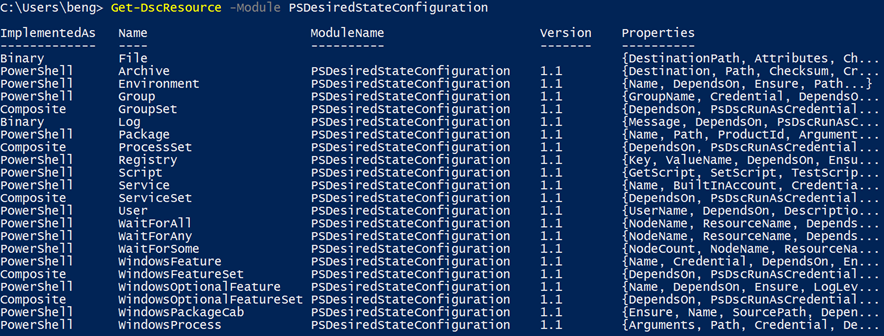 C:\Users\beng> Get-DscResource -Module PSDesiredStateConfiguration
ImplementedAs Name ModuleName Version Properties
------------- ---- ---------- ------- ----------
Binary File {DestinationPath, Attributes, Ch...
PowerShell Archive PSDesiredStateConfiguration 1.1 {Destination, Path, Checksum, Cr...
PowerShell Environment PSDesiredStateConfiguration 1.1 {Name, DependsOn, Ensure, Path...}
PowerShell Group PSDesiredStateConfiguration 1.1 {GroupName, Credential, DependsO...
Composite GroupSet PSDesiredStateConfiguration 1.1 {DependsOn, PsDscRunAsCredential...
Binary Log PSDesiredStateConfiguration 1.1 {Message, DependsOn, PsDscRunAsC...
PowerShell Package PSDesiredStateConfiguration 1.1 {Name, Path, ProductId, Argument...
Composite ProcessSet PSDesiredStateConfiguration 1.1 {DependsOn, PsDscRunAsCredential...
PowerShell Registry PSDesiredStateConfiguration 1.1 {Key, ValueName, DependsOn, Ensu...
PowerShell Script PSDesiredStateConfiguration 1.1 {GetScript, SetScript, TestScrip...
PowerShell Service PSDesiredStateConfiguration 1.1 {Name, BuiltInAccount, Credentia...
Composite ServiceSet PSDesiredStateConfiguration 1.1 {DependsOn, PsDscRunAsCredential...
PowerShell User PSDesiredStateConfiguration 1.1 {UserName, DependsOn, Descriptio...
PowerShell WaitForAll PSDesiredStateConfiguration 1.1 {NodeName, ResourceName, Depends...
PowerShell WaitForAny PSDesiredStateConfiguration 1.1 {NodeName, ResourceName, Depends...
PowerShell WaitForSome PSDesiredStateConfiguration 1.1 {NodeCount, NodeName, ResourceNa...
PowerShell WindowsFeature PSDesiredStateConfiguration 1.1 {Name, Credential, DependsOn, En...
Composite WindowsFeatureSet PSDesiredStateConfiguration 1.1 {DependsOn, PsDscRunAsCredential...
PowerShell WindowsOptionalFeature PSDesiredStateConfiguration 1.1 {Name, DependsOn, Ensure, LogLev...
Composite WindowsOptionalFeatureSet PSDesiredStateConfiguration 1.1 {DependsOn, PsDscRunAsCredential...
PowerShell WindowsPackageCab PSDesiredStateConfiguration 1.1 {Ensure, Name, SourcePath, Depen...
PowerShell WindowsProcess PSDesiredStateConfiguration 1.1 {Arguments, Path, Credential, De...